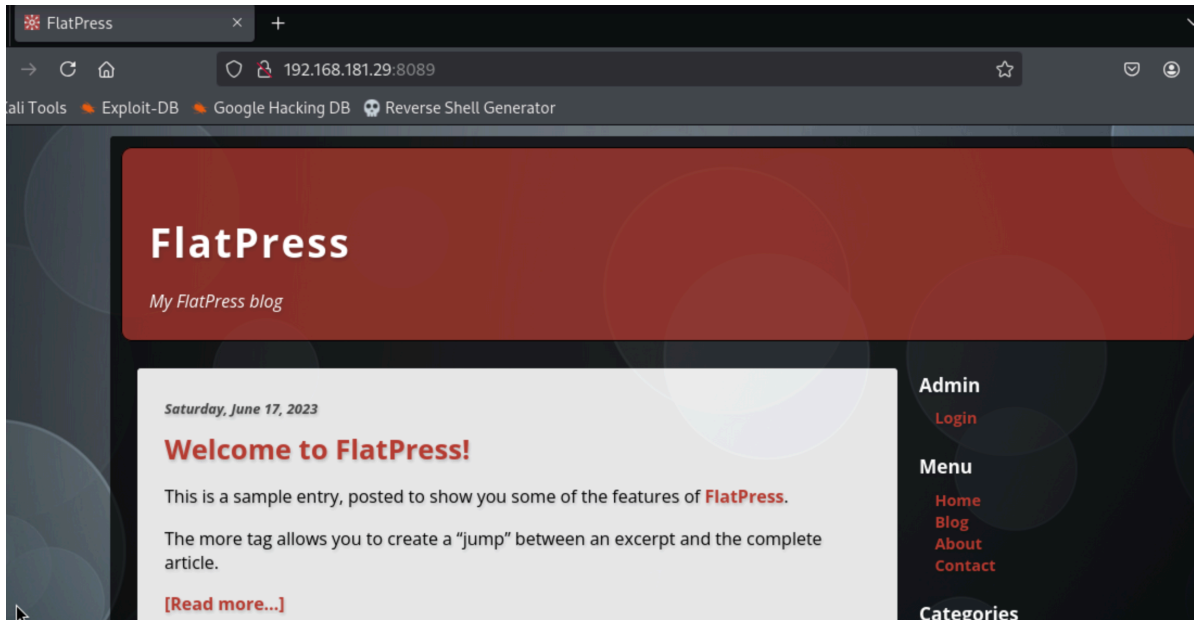 FlatPress
192.168.181.29:8089
Kali Tools Exploit-DB Google Hacking DB Reverse Shell Generator
FlatPress
My FlatPress blog
Saturday, June 17, 2023
Welcome to FlatPress!
This is a sample entry, posted to show you some of the features of FlatPress.
The more tag allows you to create a “jump” between an excerpt and the complete
article.
[Read more...]
Admin
Login
Menu
Home
Blog
About
Contact
Categories